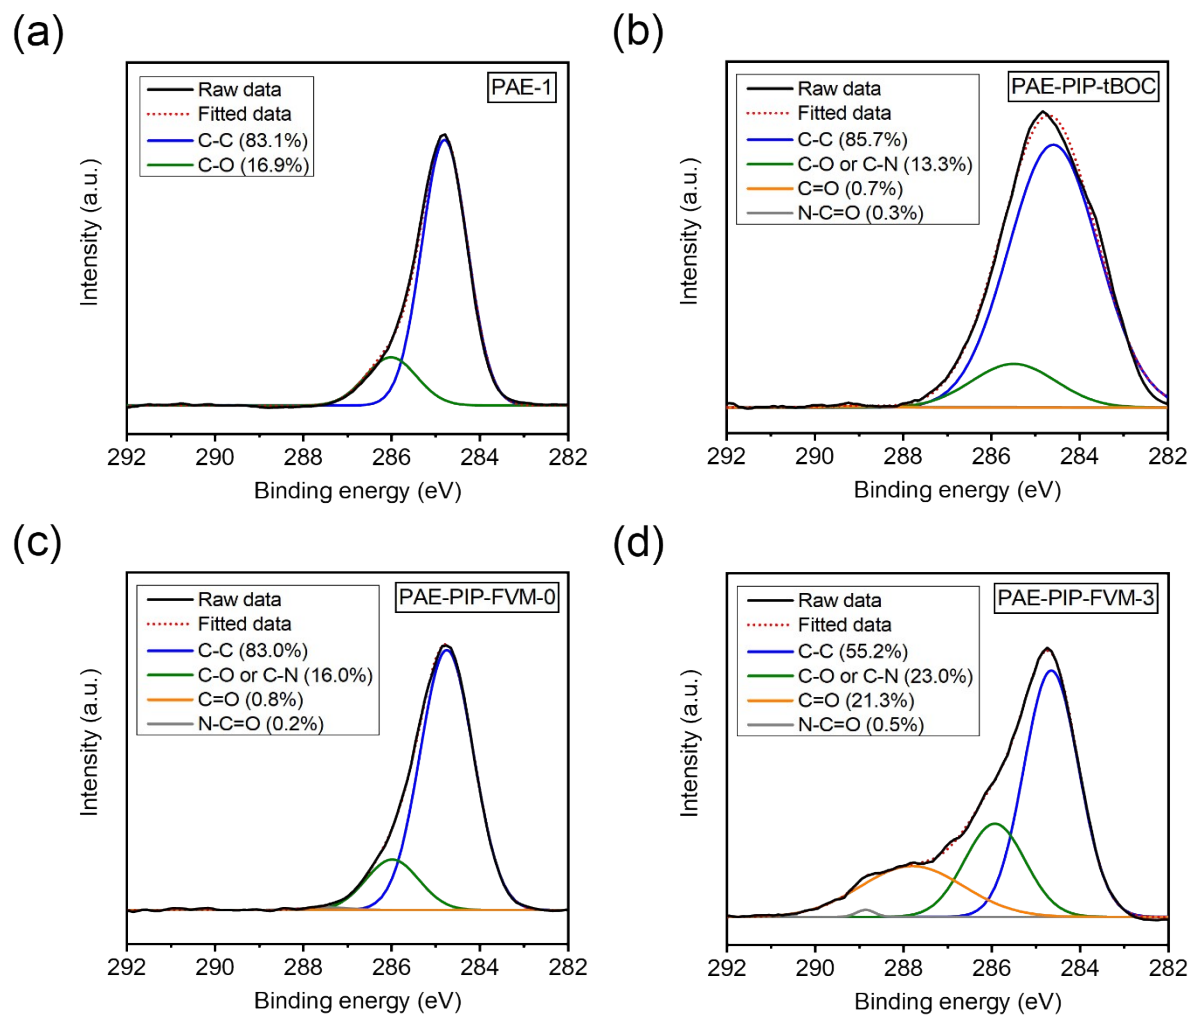 (a)
PAE-1
Raw data
Fitted data
C-C (83.1%)
C-O (16.9%)
Intensity (a.u.)
292 290 288 286 284 282
Binding energy (eV)
(b)
PAE-PIP-tBOC
Raw data
Fitted data
C-C (85.7%)
C-O or C-N (13.3%)
C=O (0.7%)
N-C=O (0.3%)
Intensity (a.u.)
292 290 288 286 284 282
Binding energy (eV)
(c)
PAE-PIP-FVM-0
Raw data
Fitted data
C-C (83.0%)
C-O or C-N (16.0%)
C=O (0.8%)
N-C=O (0.2%)
Intensity (a.u.)
292 290 288 286 284 282
Binding energy (eV)
(d)
PAE-PIP-FVM-3
Raw data
Fitted data
C-C (55.2%)
C-O or C-N (23.0%)
C=O (21.3%)
N-C=O (0.5%)
Intensity (a.u.)
292 290 288 286 284 282
Binding energy (eV)